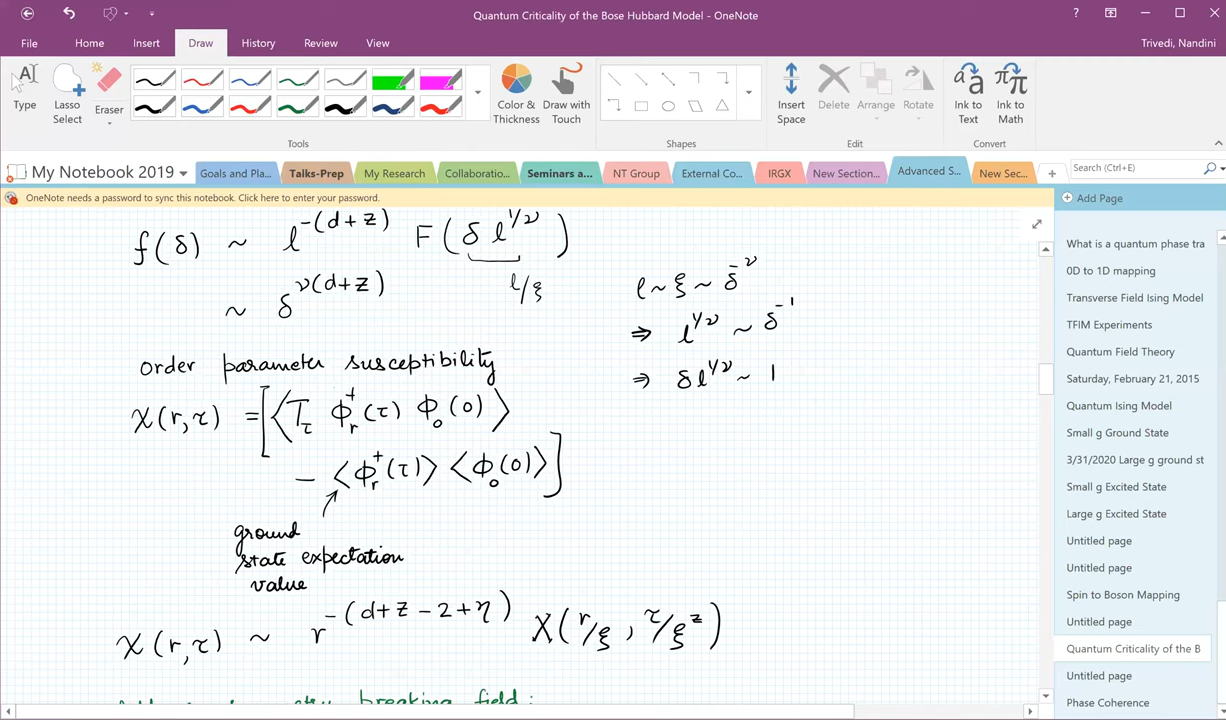 Quantum Criticality of the Bose Hubbard Model - OneNote
Trivedi, Nandini
File Home Insert Draw History Review View
Type
Lasso Select
Eraser
Color & Thickness
Draw with Touch
Insert Space
Delete
Arrange
Rotate
Ink to Text
Ink to Math
Tools
Shapes
Edit
Convert
My Notebook 2019
Goals and Pla... Talks-Prep My Research Collaboratio... Seminars a... NT Group External Co... IRGX New Section... Advanced S... New Sec...
Search (Ctrl+E)
OneNote needs a password to sync this notebook. Click here to enter your password.
Add Page
f(δ) ~ l^{-(d+z)} F(δ l^{1/ν})
l/ξ
~ δ^{ν(d+z)}
l ~ ξ ~ δ^{-ν}
⇒ l^{1/ν} ~ δ^{-1}
⇒ δl^{1/ν} ~ 1
order parameter susceptibility
χ(r,τ) = [⟨T_τ Φ_r^+(τ) Φ_0(0)⟩
- ⟨Φ_r^+(τ)⟩ ⟨Φ_0(0)⟩]
ground
state expectation
value
χ(r,τ) ~ r^{-(d+z-2+η)} X(r/ξ, τ/ξ^z)
breaking field:
What is a quantum phase tra
0D to 1D mapping
Transverse Field Ising Model
TFIM Experiments
Quantum Field Theory
Saturday, February 21, 2015
Quantum Ising Model
Small g Ground State
3/31/2020 Large g ground st
Small g Excited State
Large g Excited State
Untitled page
Untitled page
Spin to Boson Mapping
Untitled page
Quantum Criticality of the B
Untitled page
Phase Coherence